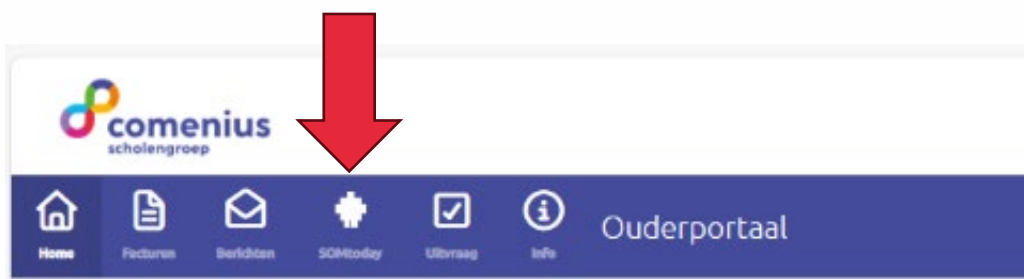 comenius
scholengroep
Home Facturen Berichten SOMtoday Uitvraag Info Ouderportaal